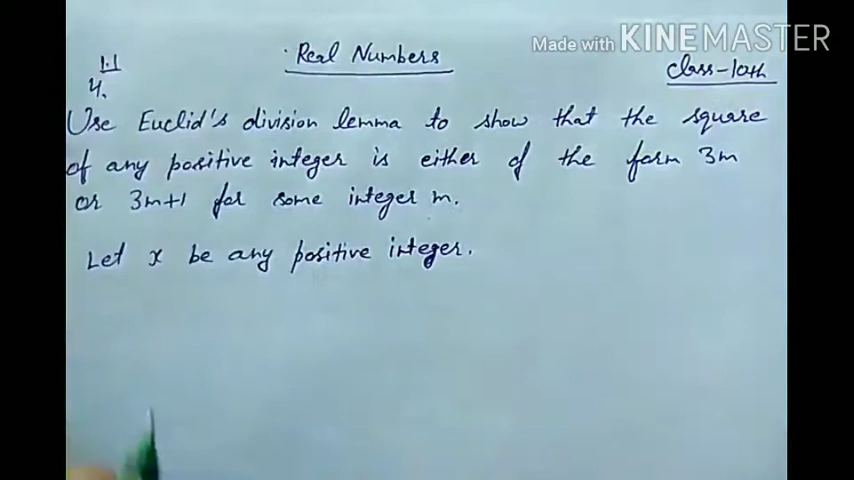 Made with KINEMASTER
Real Numbers
1.1
Class-10th
4.
Use Euclid's division lemma to show that the square
of any positive integer is either of the form 3m
or 3m+1 for some integer m.
Let x be any positive integer.